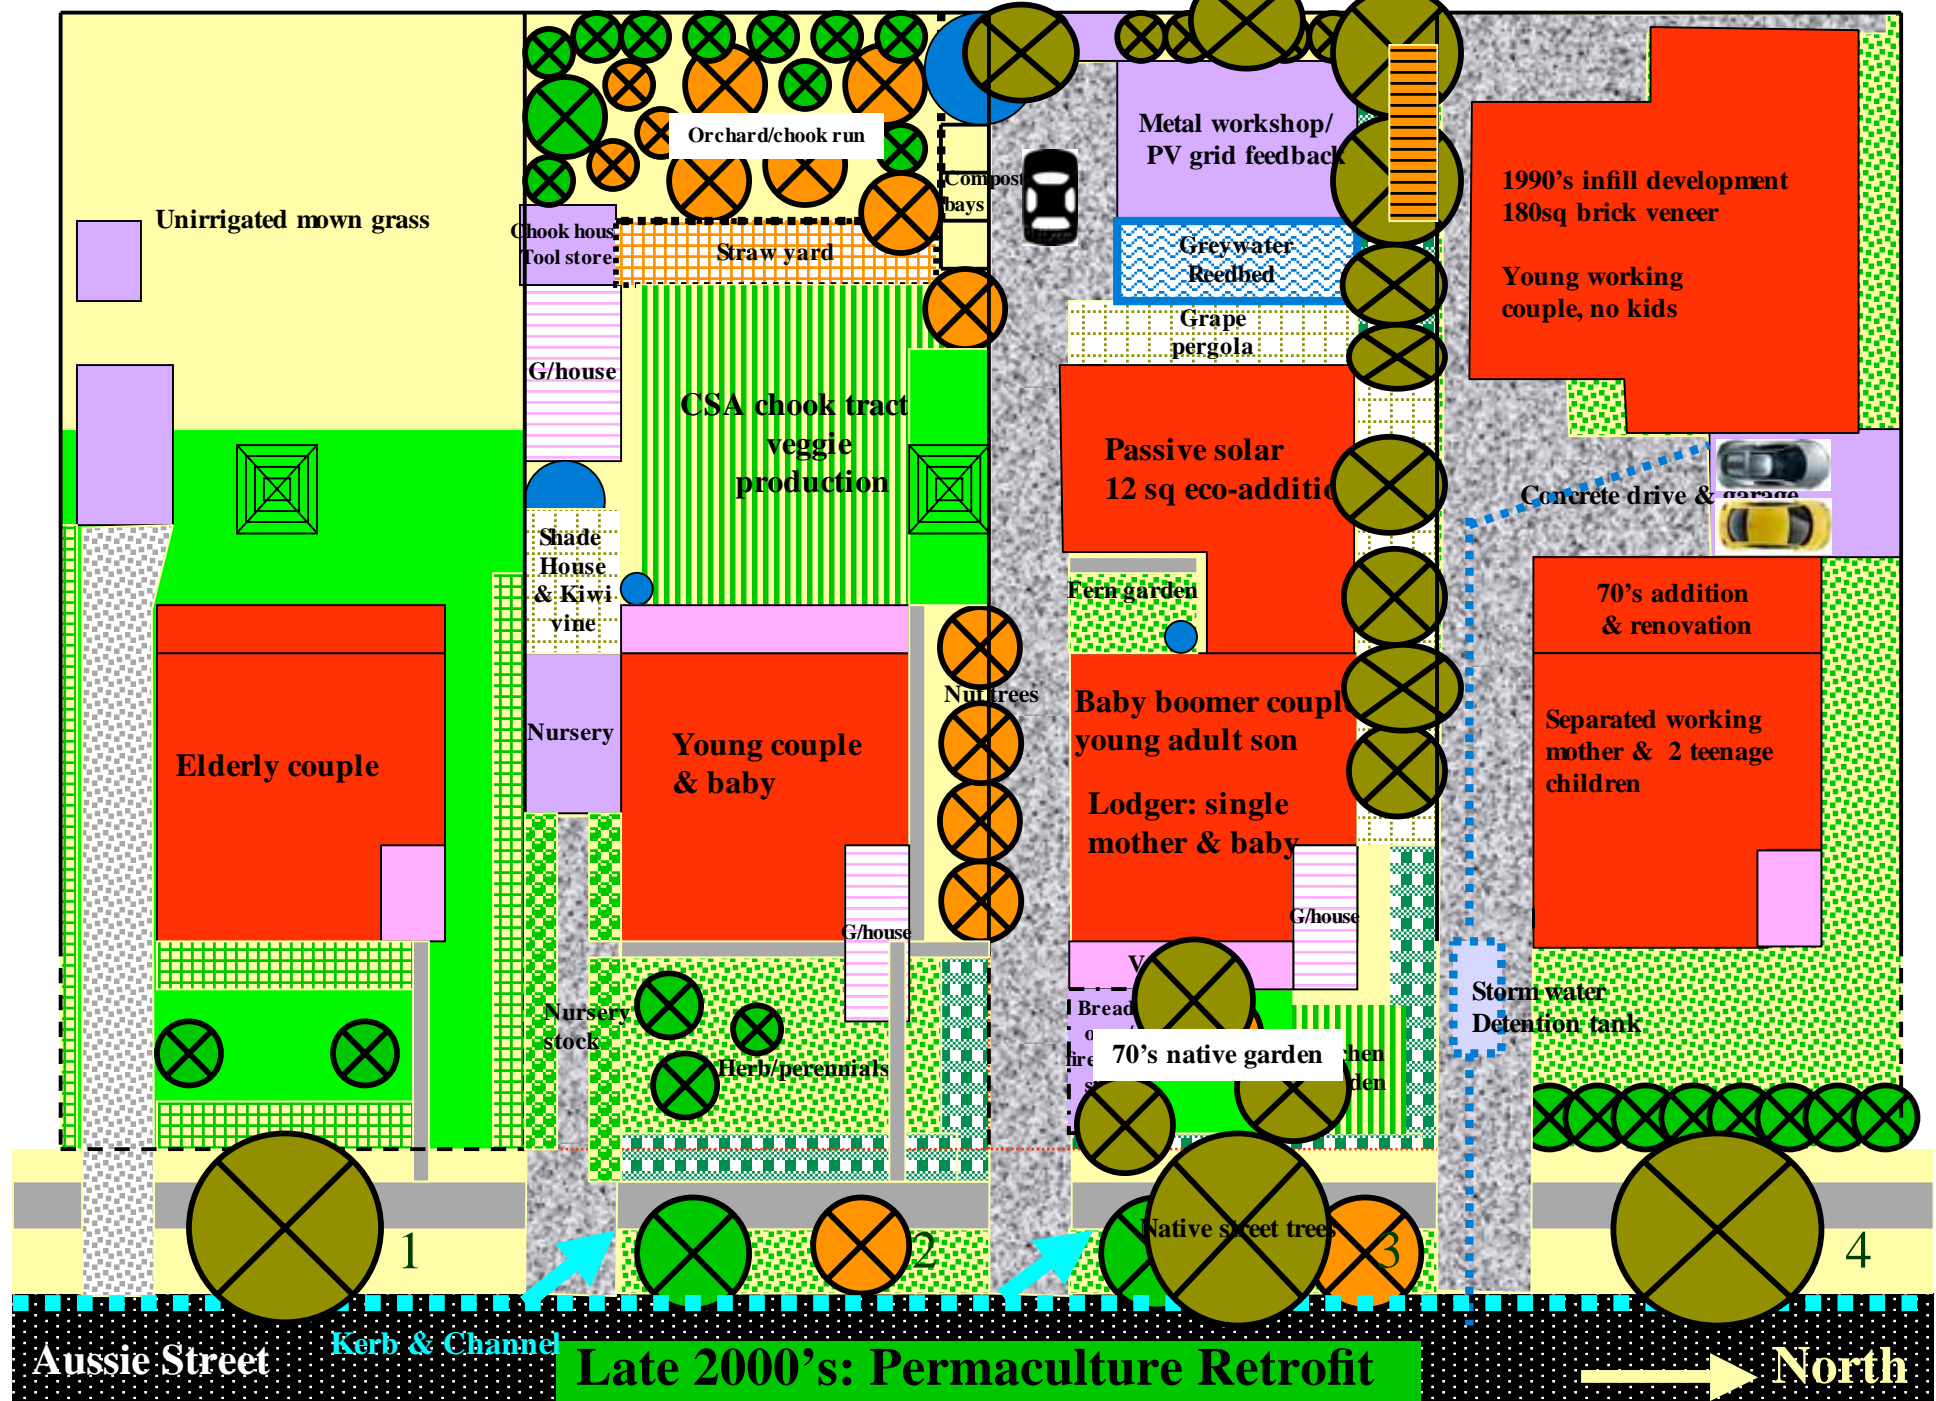 Orchard/chook run
Metal workshop/
PV grid feedback
Compost
bays
1990’s infill development
180sq brick veneer
Young working
couple, no kids
Unirrigated mown grass
Chook hous
Tool store
Straw yard
Greywater
Reedbed
Grape
pergola
G/house
CSA chook tract
veggie
production
Passive solar
12 sq eco-additio
Concrete drive & garage
Shade
House
& Kiwi
vine
Fern garden
70’s addition
& renovation
Nursery
Nut trees
Young couple
& baby
Elderly couple
Baby boomer couple
young adult son
Lodger: single
mother & baby
Separated working
mother & 2 teenage
children
G/house
G/house
V
Bread
Storm water
Detention tank
Nursery
stock
Herb/perennials
70’s native garden
chen
den
Native street trees
1
2
3
4
Kerb & Channel
Aussie Street
Late 2000’s: Permaculture Retrofit
North